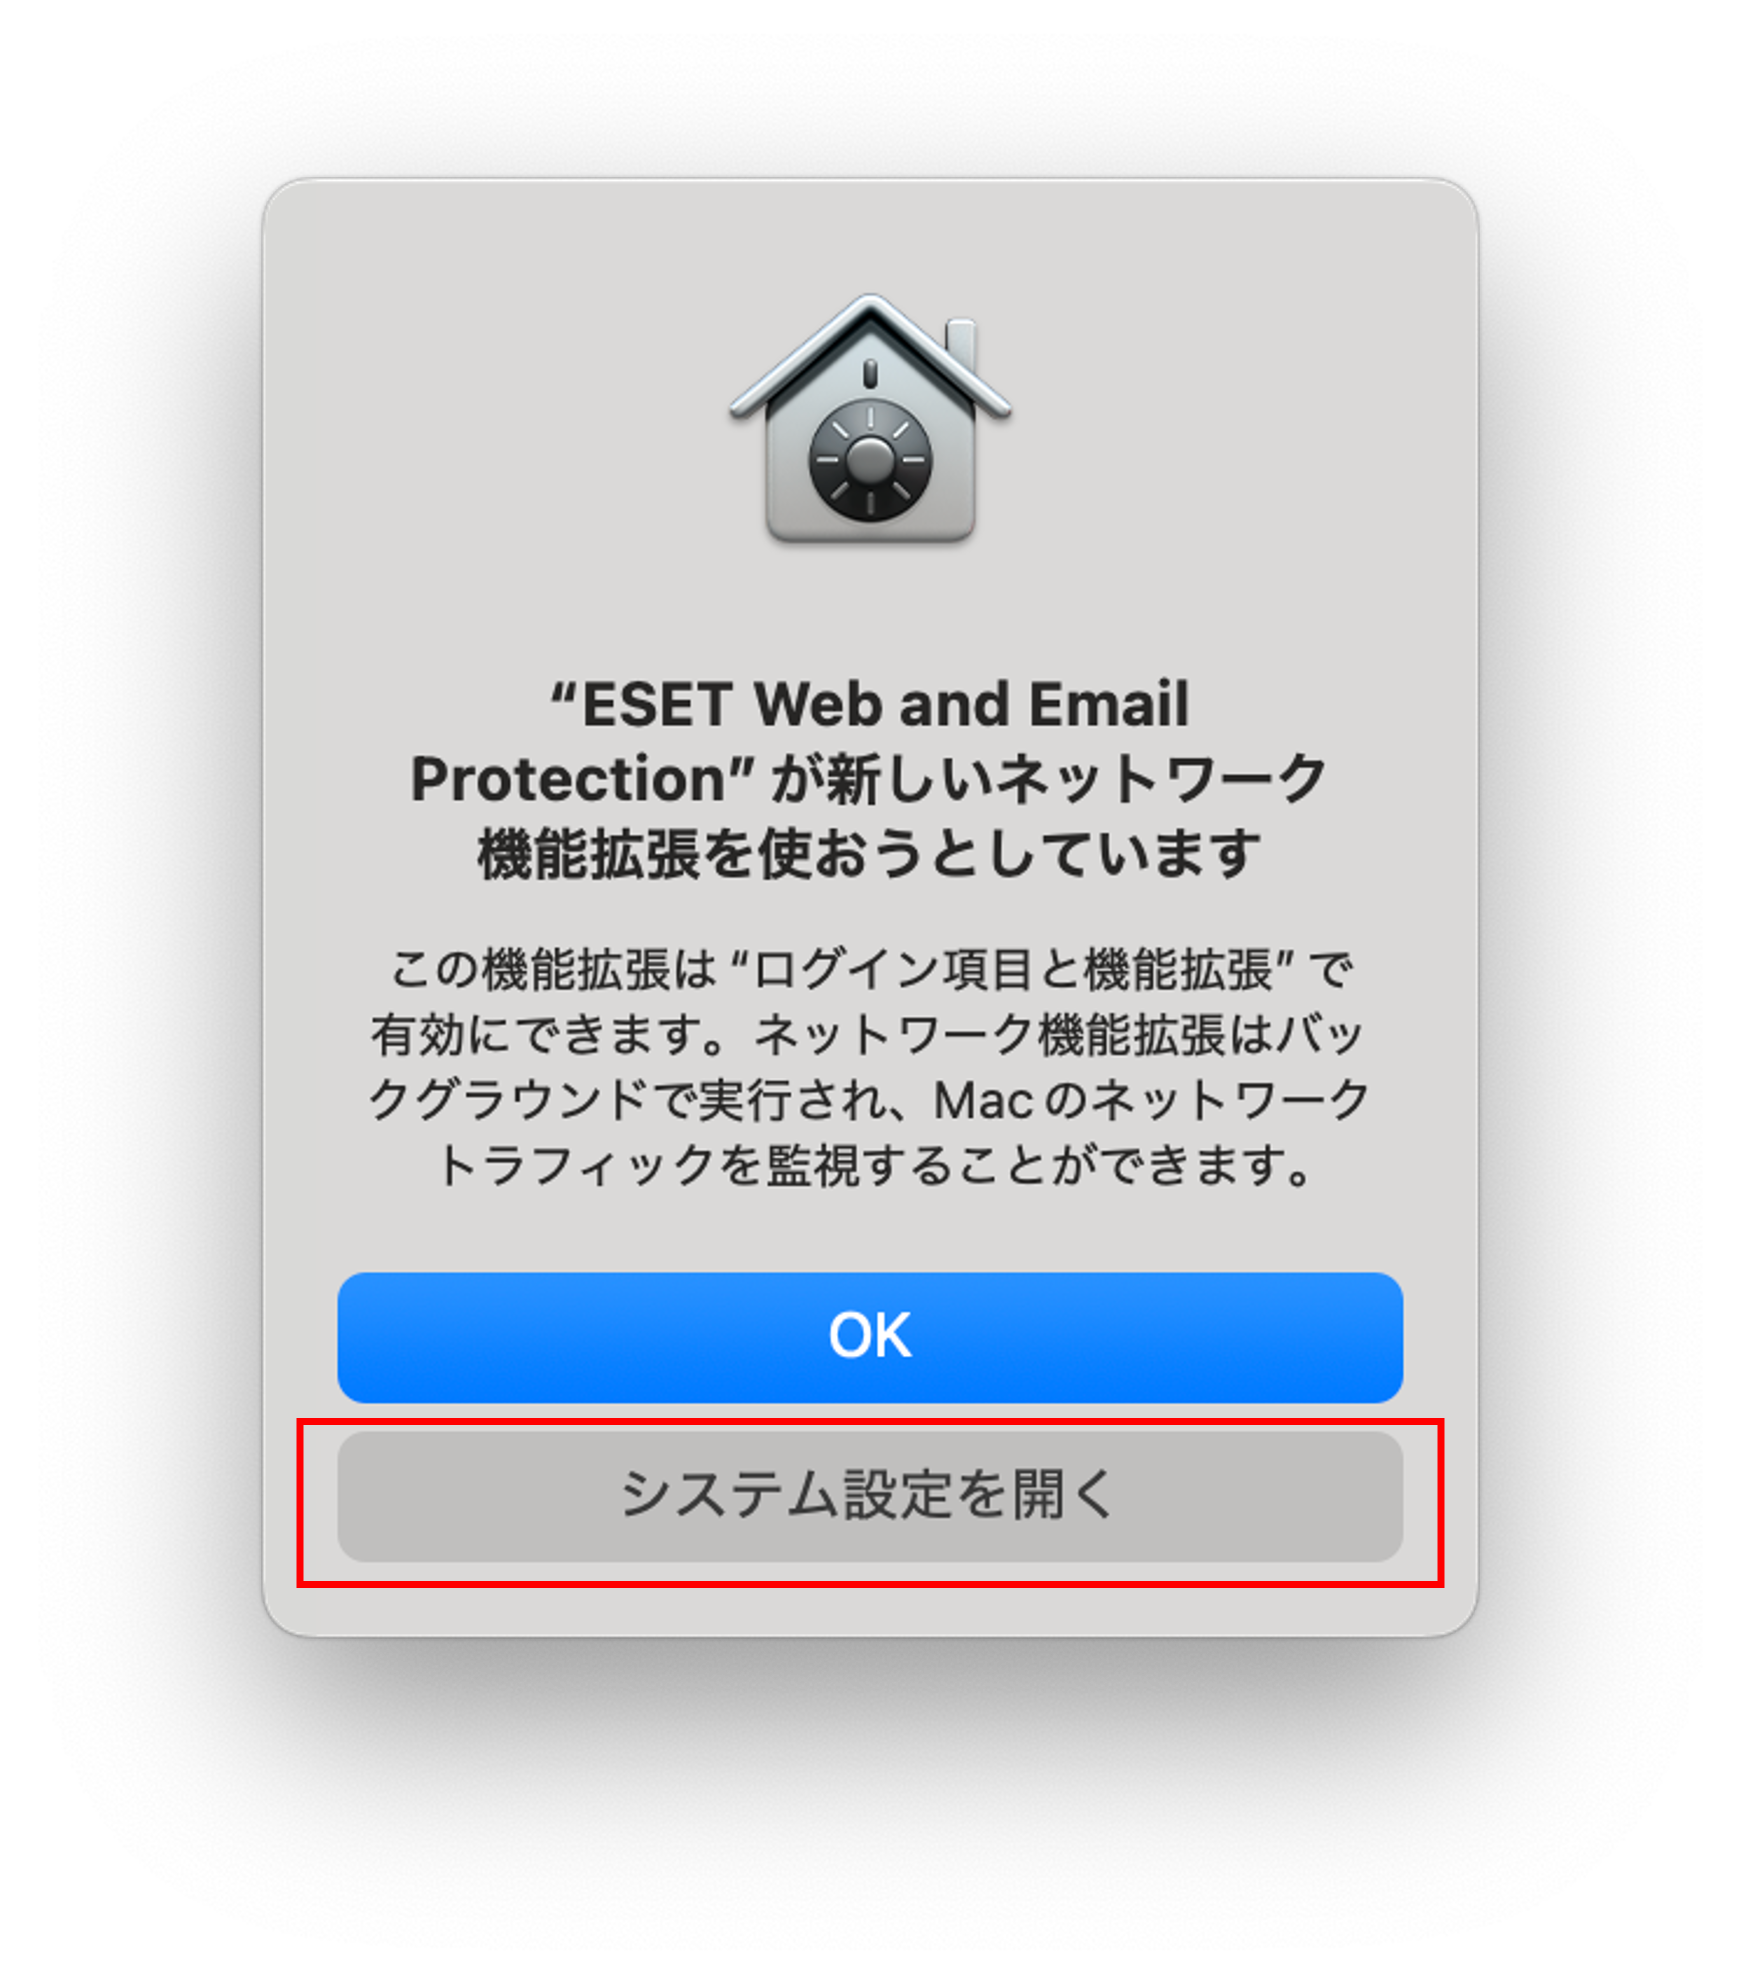 “ESET Web and Email
Protection” が新しいネットワーク
機能拡張を使おうとしています
この機能拡張は “ログイン項目と機能拡張” で
有効にできます。ネットワーク機能拡張はバッ
クグラウンドで実行され、Mac のネットワーク
トラフィックを監視することができます。
OK
システム設定を開く